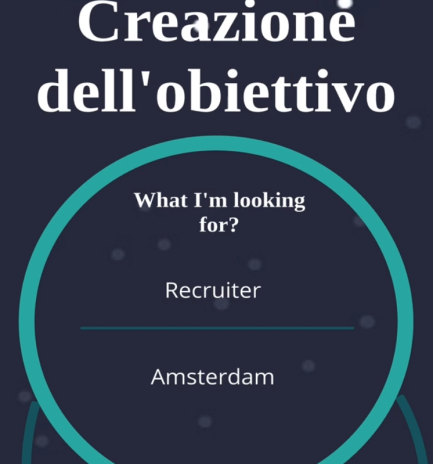 Creazione
dell'obiettivo
What I'm looking
for?
Recruiter
Amsterdam